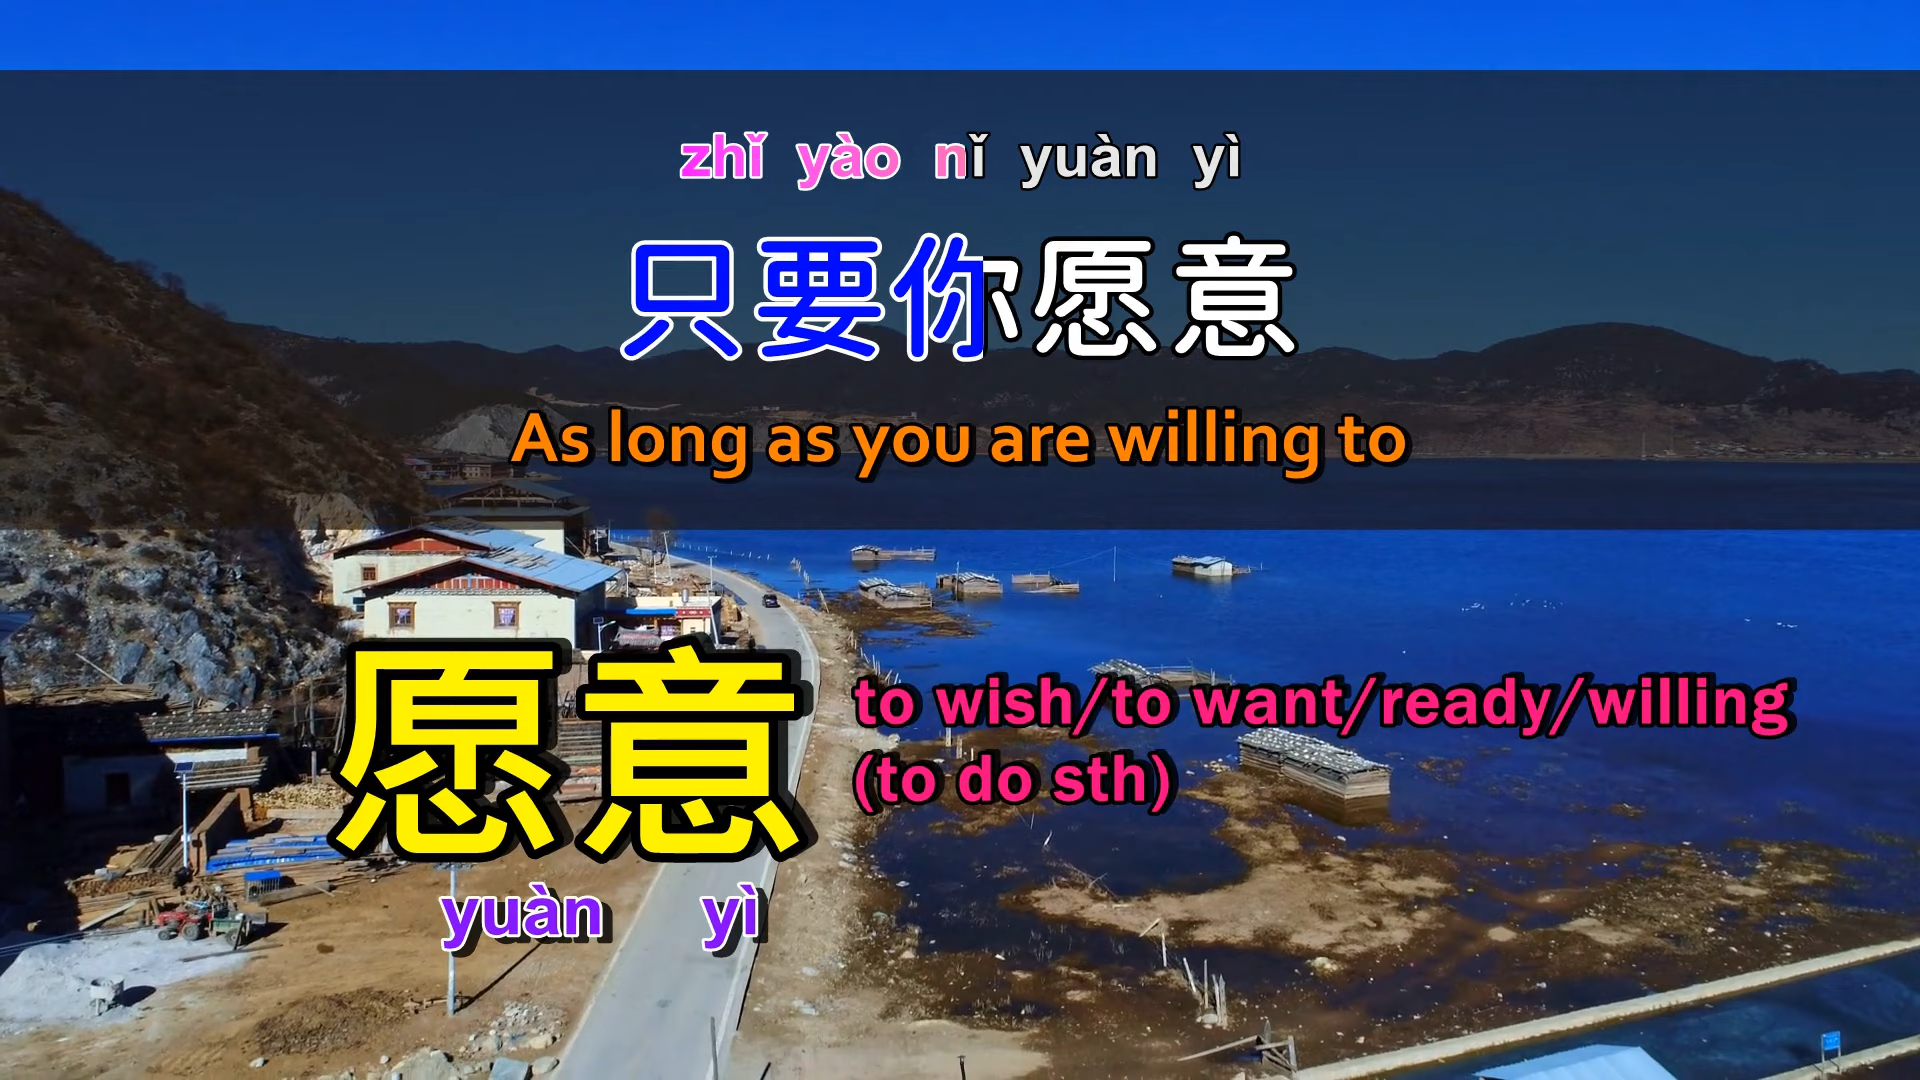 zhǐ yào nǐ yuàn yì
只要你愿意
As long as you are willing to
愿意
to wish/to want/ready/willing
(to do sth)
yuàn yì